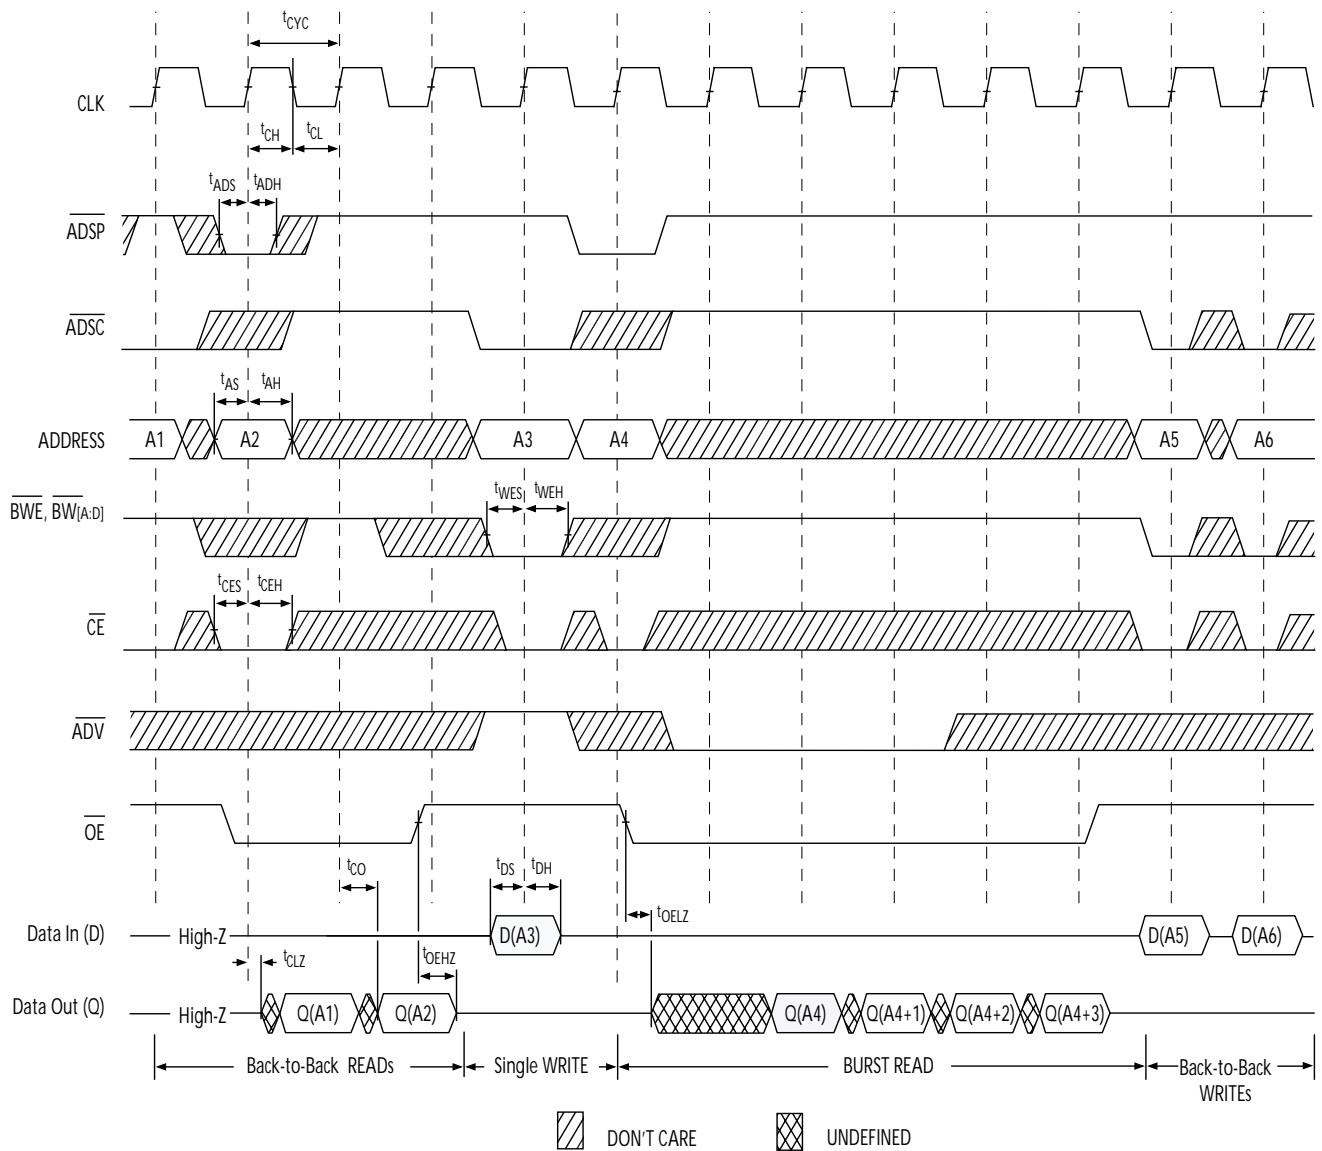 tCYC
CLK
tCH
tCL
tADS
tADH
ADSP
ADSC
tAS
tAH
ADDRESS
A1
A2
A3
A4
A5
A6
BWE, BW[A:D]
tWES
tWEH
tCES
tCEH
CE
ADV
OE
tCO
tDS
tDH
tOELZ
Data In (D)
High-Z
D(A3)
D(A5)
D(A6)
tCLZ
tOEHZ
Data Out (Q)
High-Z
Q(A1)
Q(A2)
Q(A4)
Q(A4+1)
Q(A4+2)
Q(A4+3)
Back-to-Back READs
Single WRITE
BURST READ
Back-to-Back
WRITEs
DON'T CARE
UNDEFINED